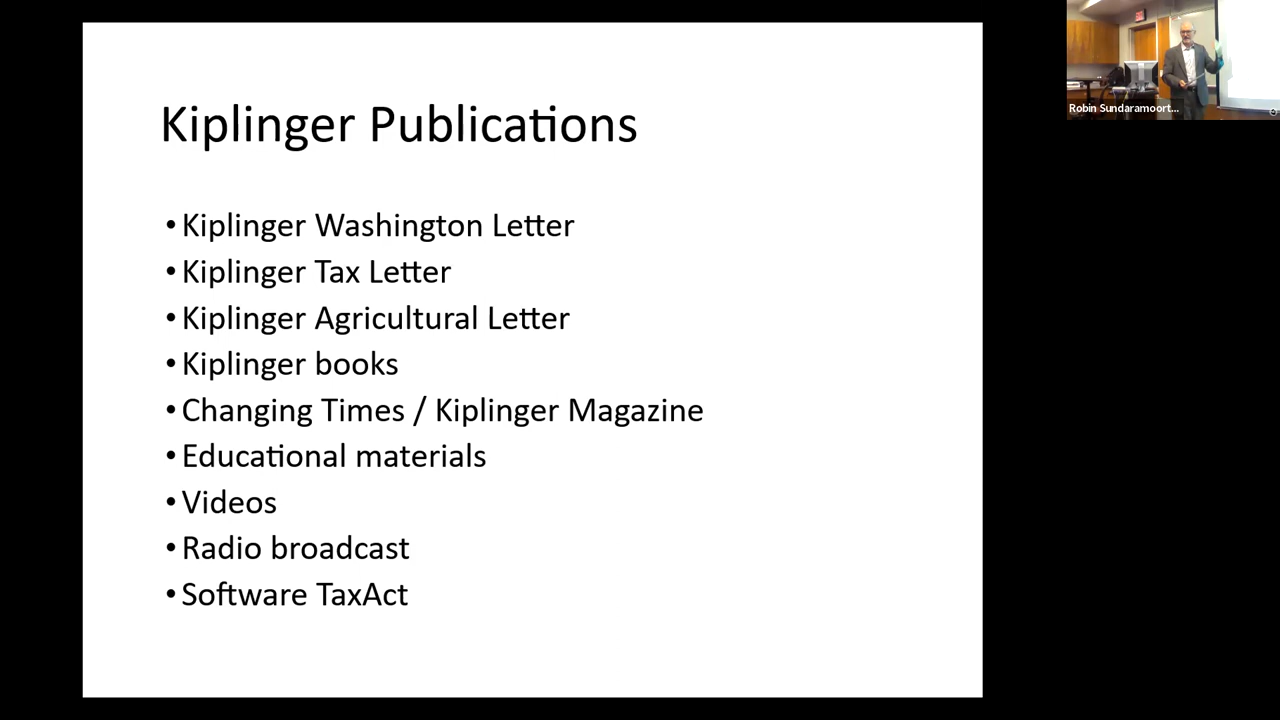 Kiplinger Publications
• Kiplinger Washington Letter
• Kiplinger Tax Letter
• Kiplinger Agricultural Letter
• Kiplinger books
• Changing Times / Kiplinger Magazine
• Educational materials
• Videos
• Radio broadcast
• Software TaxAct
Robin Sundaramoort...